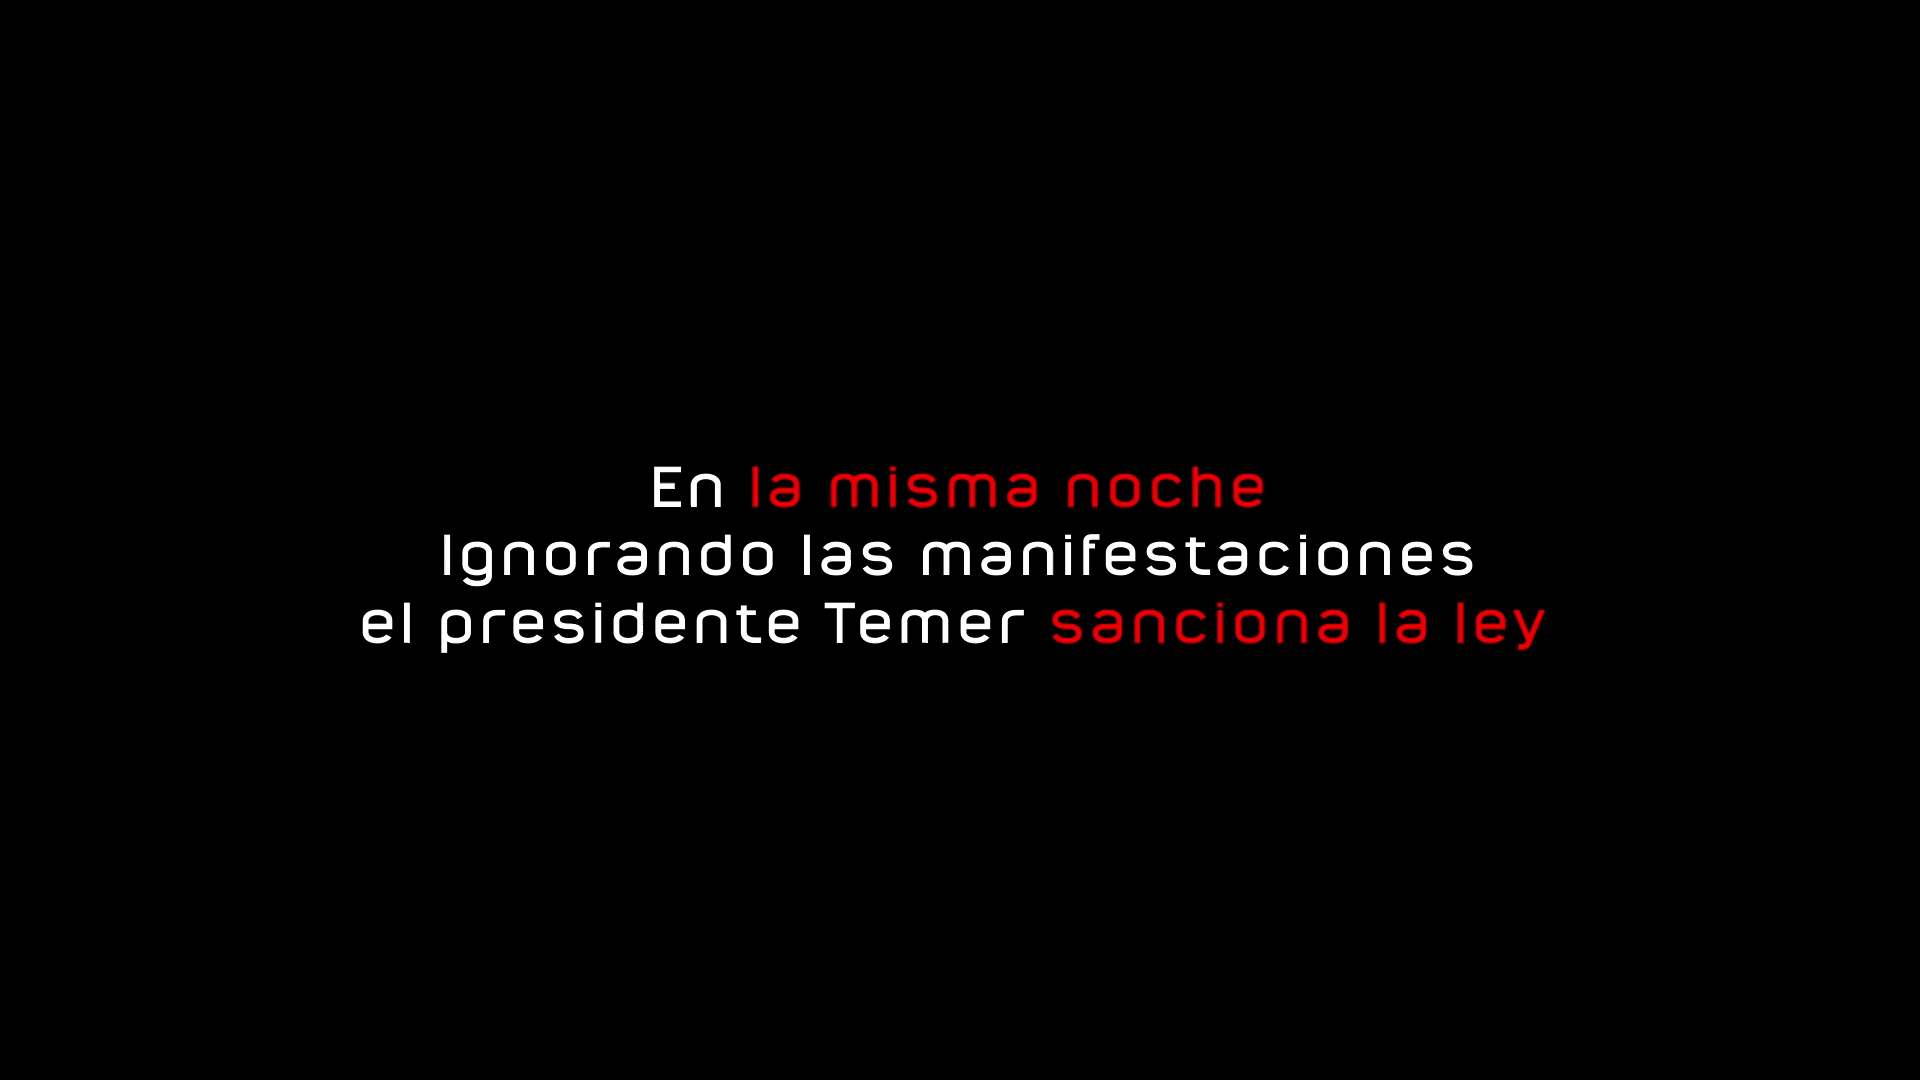 En la misma noche
Ignorando las manifestaciones
el presidente Temer sanciona la ley